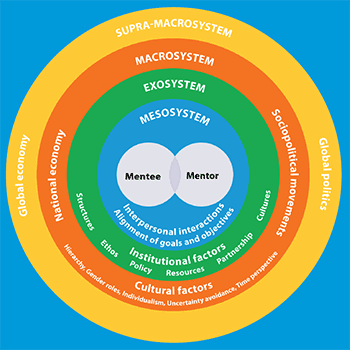 SUPRA-MACROSYSTEM
MACROSYSTEM
EXOSYSTEM
MESOSYSTEM
Mentee
Mentor
Interpersonal interactions
Alignment of goals and objectives
Institutional factors
Structures
Ethos
Policy
Resources
Partnership
Cultures
Cultural factors
Hierarchy, Gender roles, Individualism, Uncertainty avoidance, Time perspective
National economy
Sociopolitical movements
Global economy
Global politics